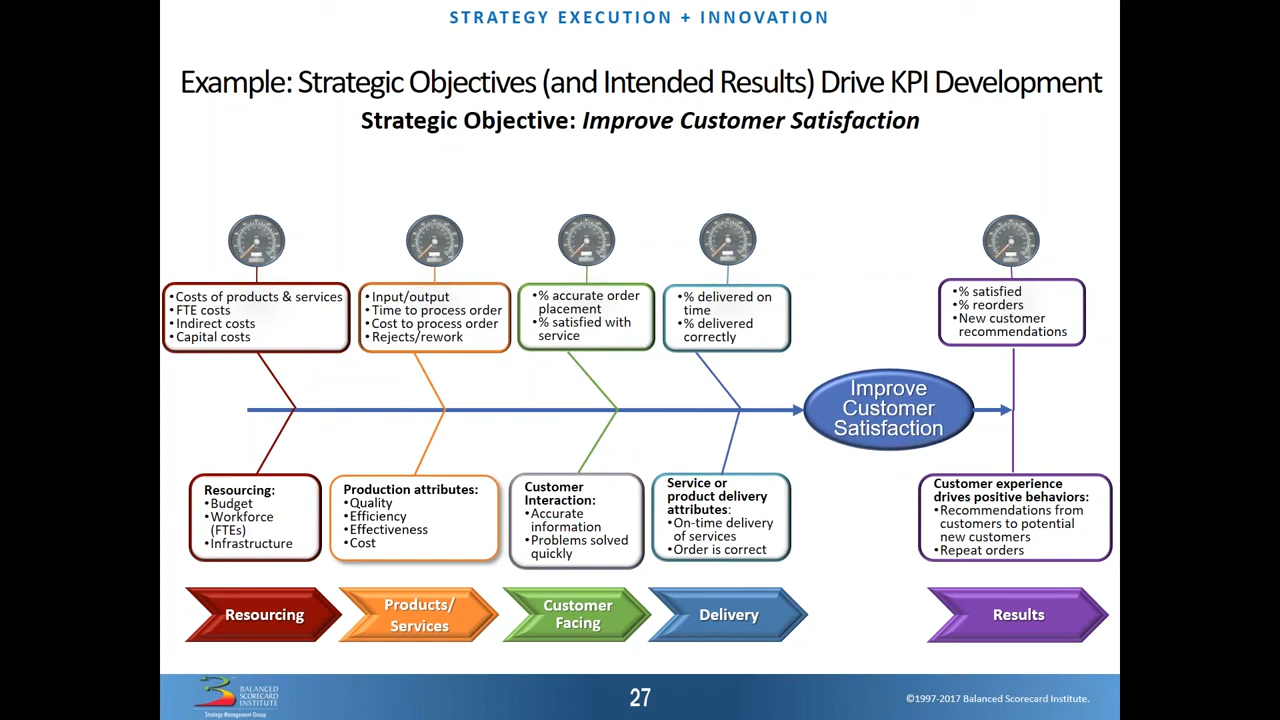 STRATEGY EXECUTION + INNOVATION
Example: Strategic Objectives (and Intended Results) Drive KPI Development
Strategic Objective: Improve Customer Satisfaction
•Costs of products & services
•FTE costs
•Indirect costs
•Capital costs
•Input/output
•Time to process order
•Cost to process order
•Rejects/rework
•% accurate order
placement
•% satisfied with
service
•% delivered on
time
•% delivered
correctly
•% satisfied
•% reorders
•New customer
recommendations
Improve
Customer
Satisfaction
Resourcing:
•Budget
•Workforce
(FTEs)
•Infrastructure
Production attributes:
•Quality
•Efficiency
•Effectiveness
•Cost
Customer
Interaction:
•Accurate
information
•Problems solved
quickly
Service or
product delivery
attributes:
•On-time delivery
of services
•Order is correct
Customer experience
drives positive behaviors:
•Recommendations from
customers to potential
new customers
•Repeat orders
Resourcing
Products/
Services
Customer
Facing
Delivery
Results
BALANCED
SCORECARD
INSTITUTE
Strategy Management Group
27
©1997-2017 Balanced Scorecard Institute.